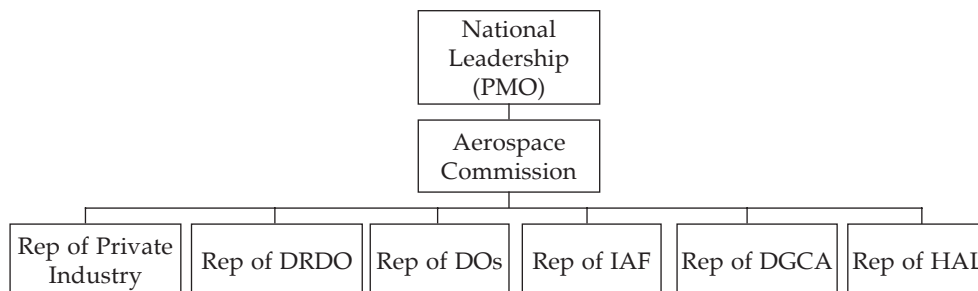 National
Leadership
(PMO)
Aerospace
Commission
Rep of Private
Industry
Rep of DRDO
Rep of DOs
Rep of IAF
Rep of DGCA
Rep of HAL